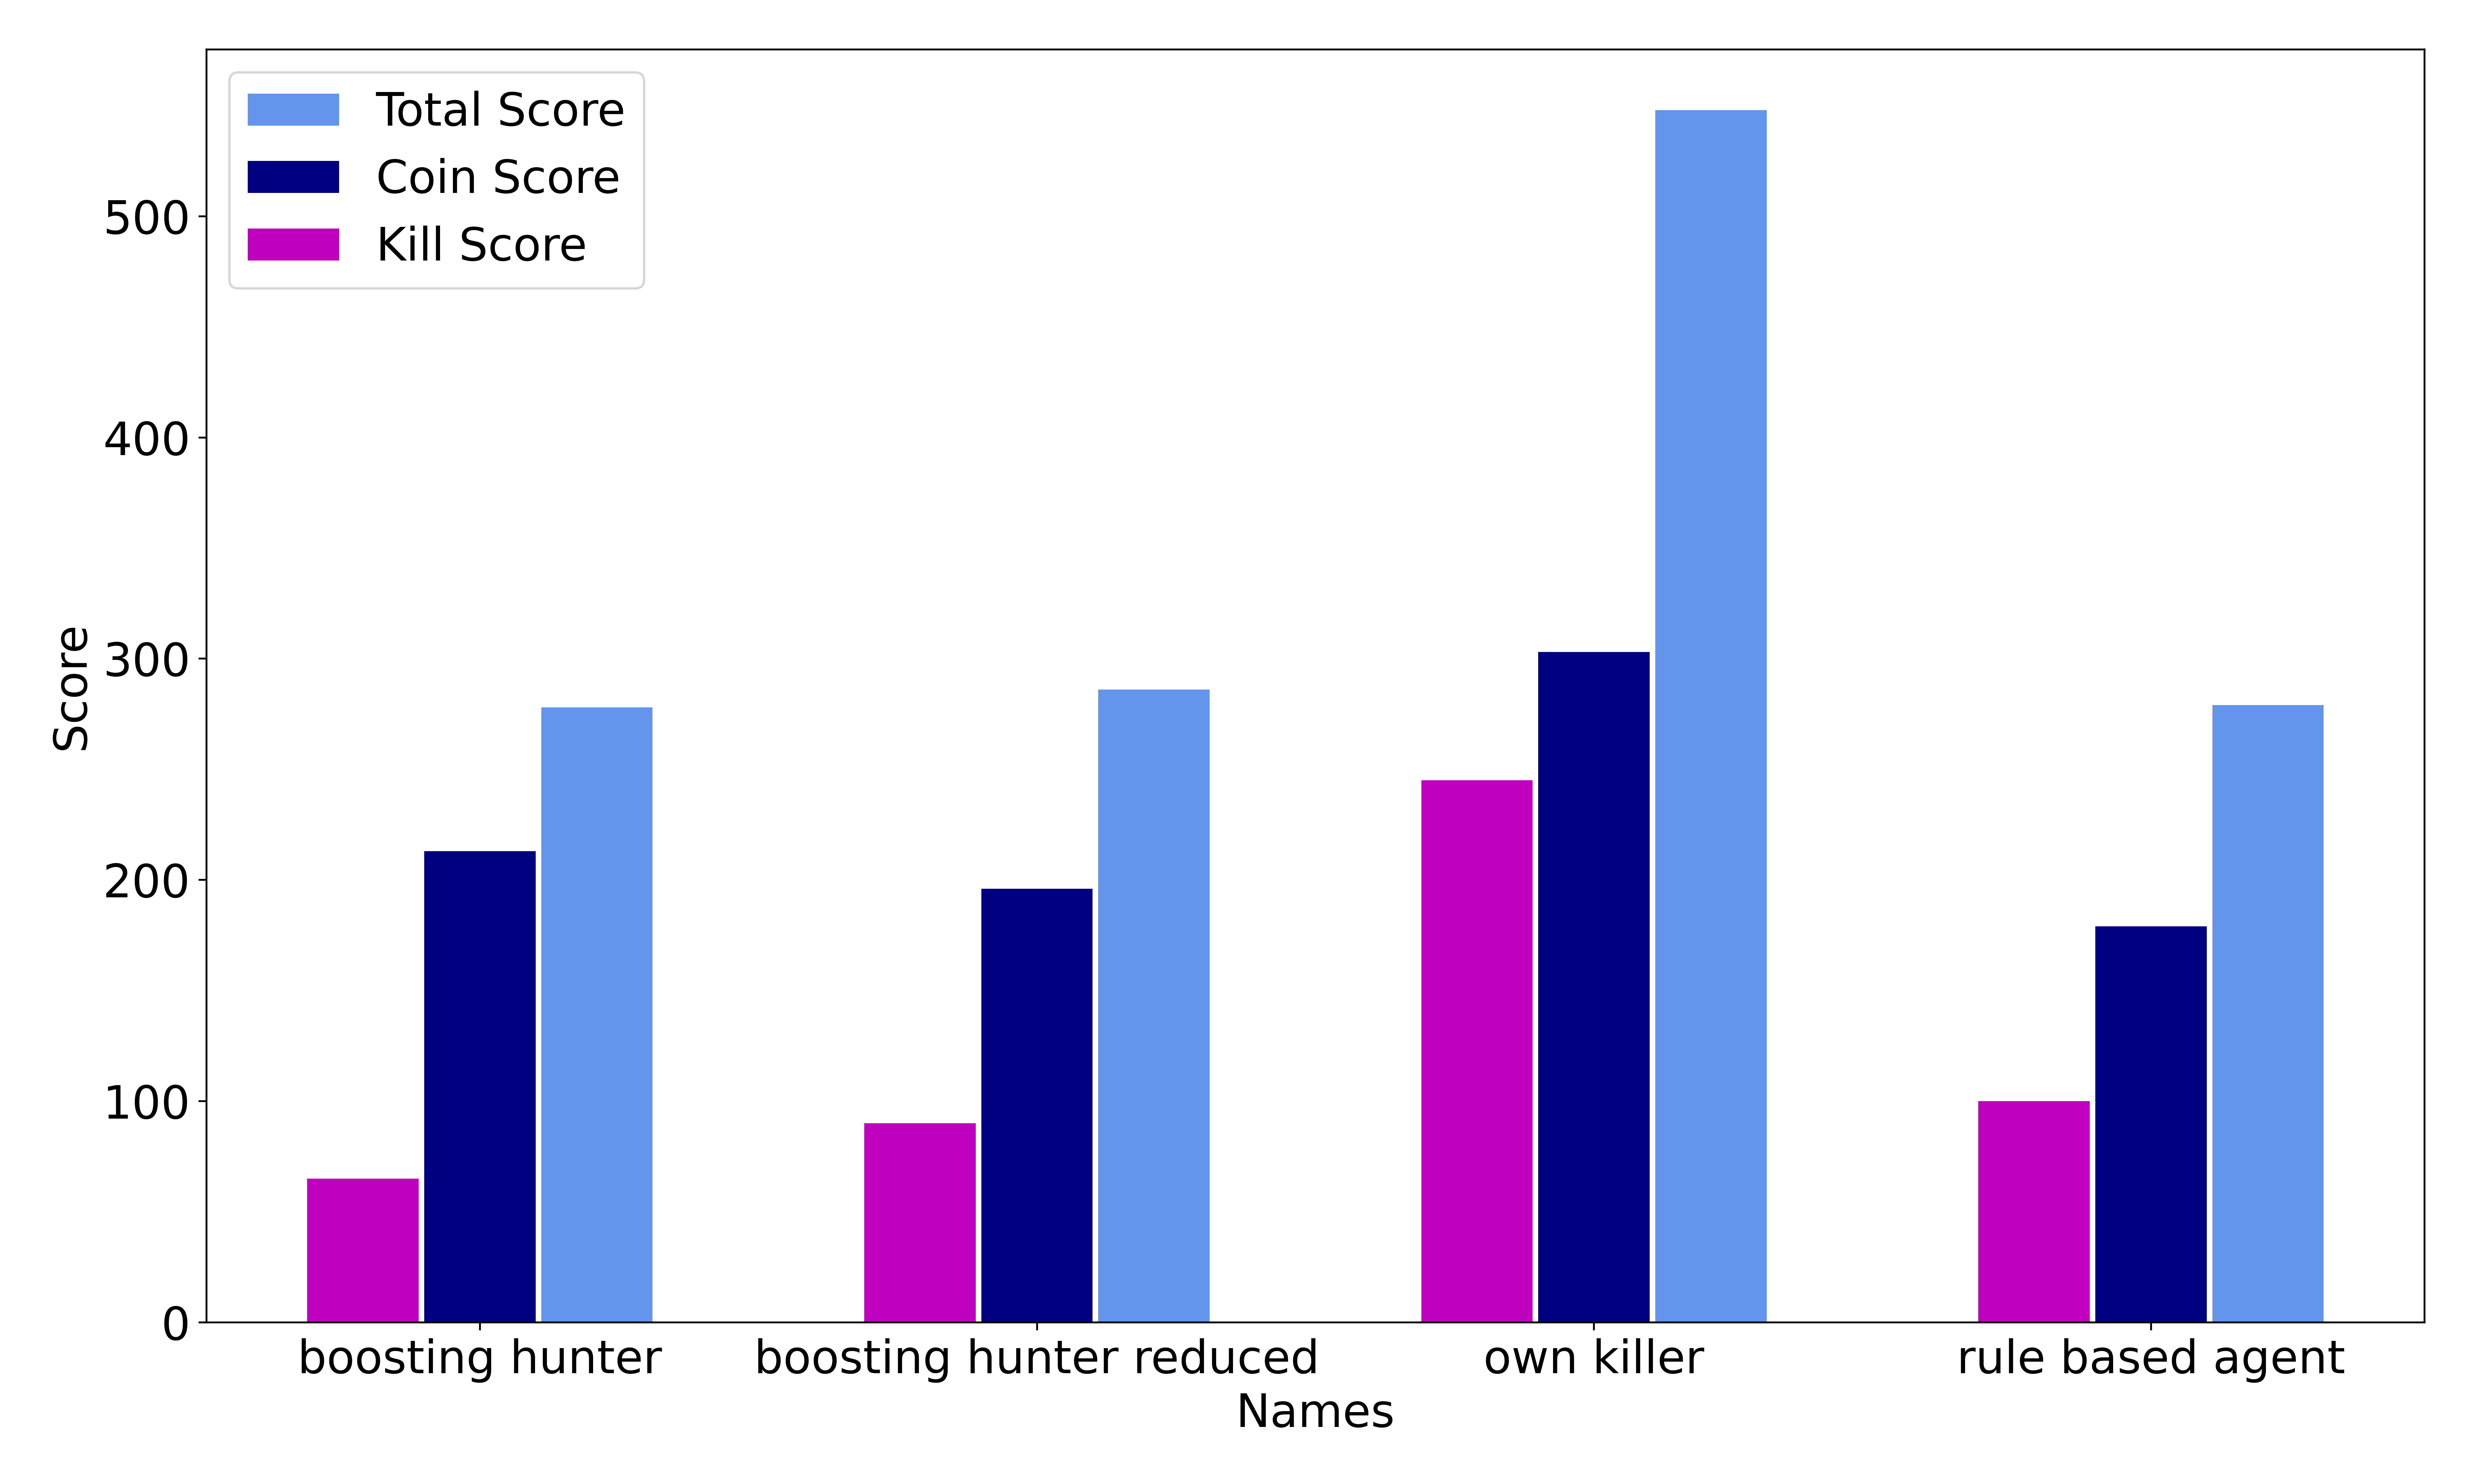 Total Score
Coin Score
Kill Score
500
400
300
200
100
0
Score
boosting hunter
boosting hunter reduced
own killer
rule based agent
Names